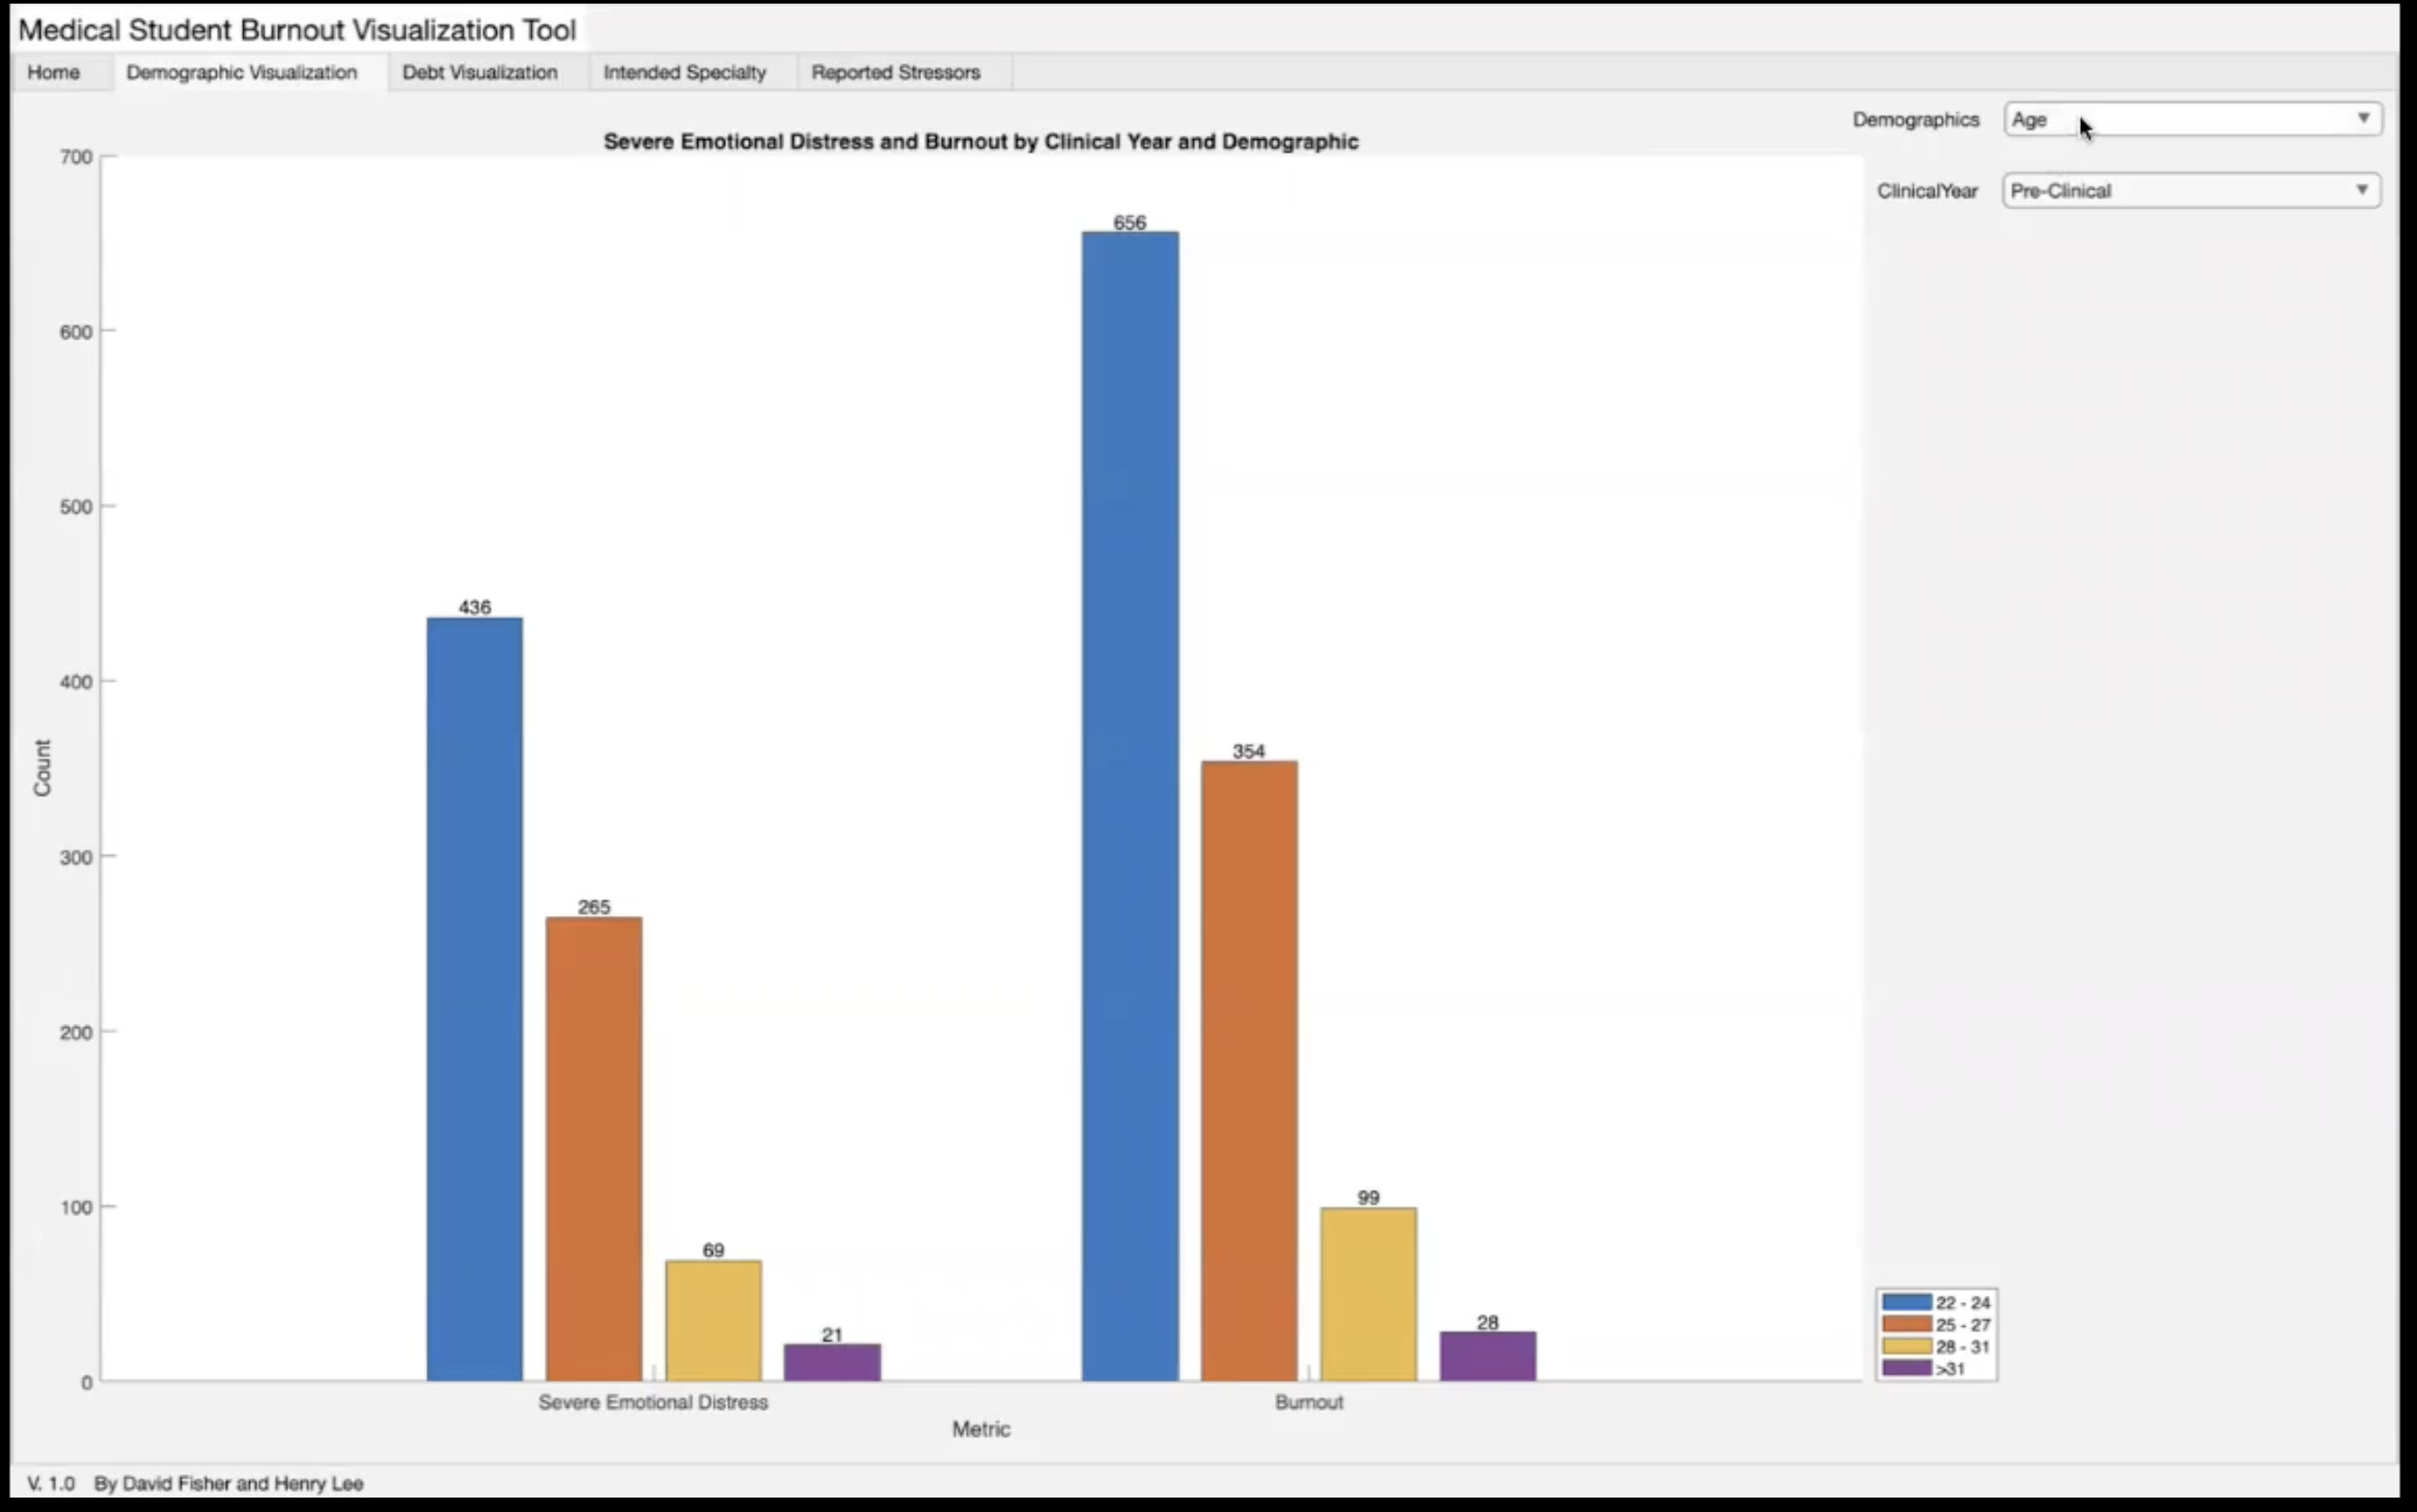 Medical Student Burnout Visualization Tool
Home Demographic Visualization Debt Visualization Intended Specialty Reported Stressors
Demographics Age
ClinicalYear Pre-Clinical
Severe Emotional Distress and Burnout by Clinical Year and Demographic
700
600
500
400
300
200
100
0
Count
436
265
69
21
656
354
99
28
Severe Emotional Distress Burnout
Metric
22 - 24
25 - 27
28 - 31
>31
V. 1.0 By David Fisher and Henry Lee